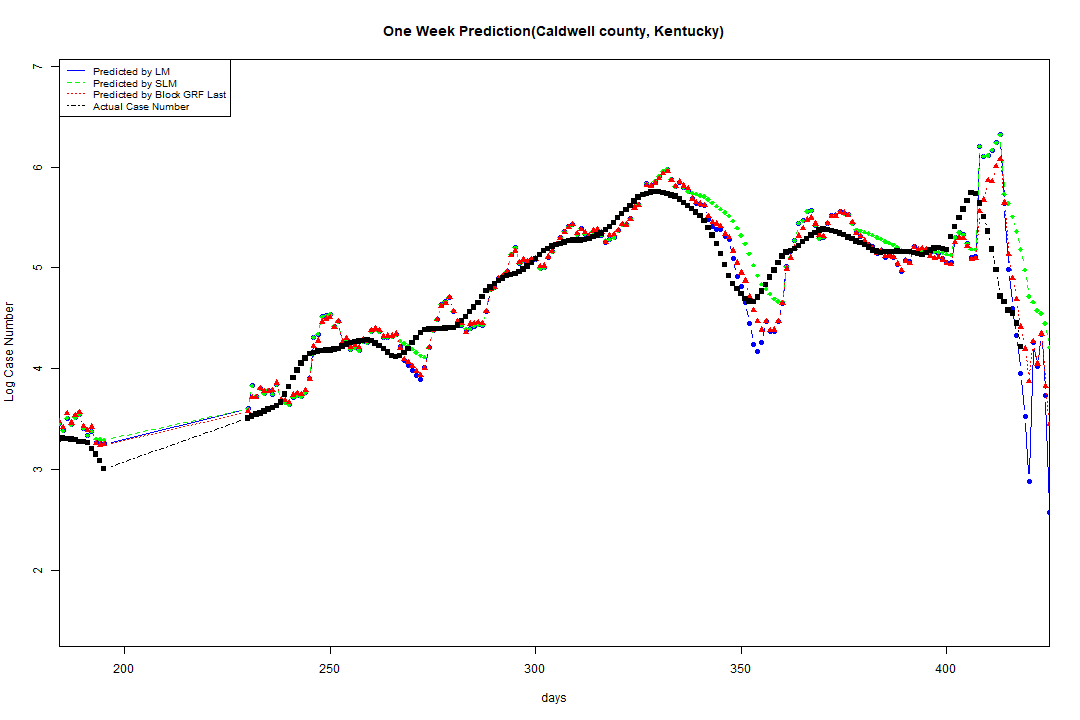 One Week Prediction(Caldwell county, Kentucky)
Predicted by LM
Predicted by SLM
Predicted by Block GRF Last
Actual Case Number
7
6
5
4
3
2
Log Case Number
200 250 300 350 400
days